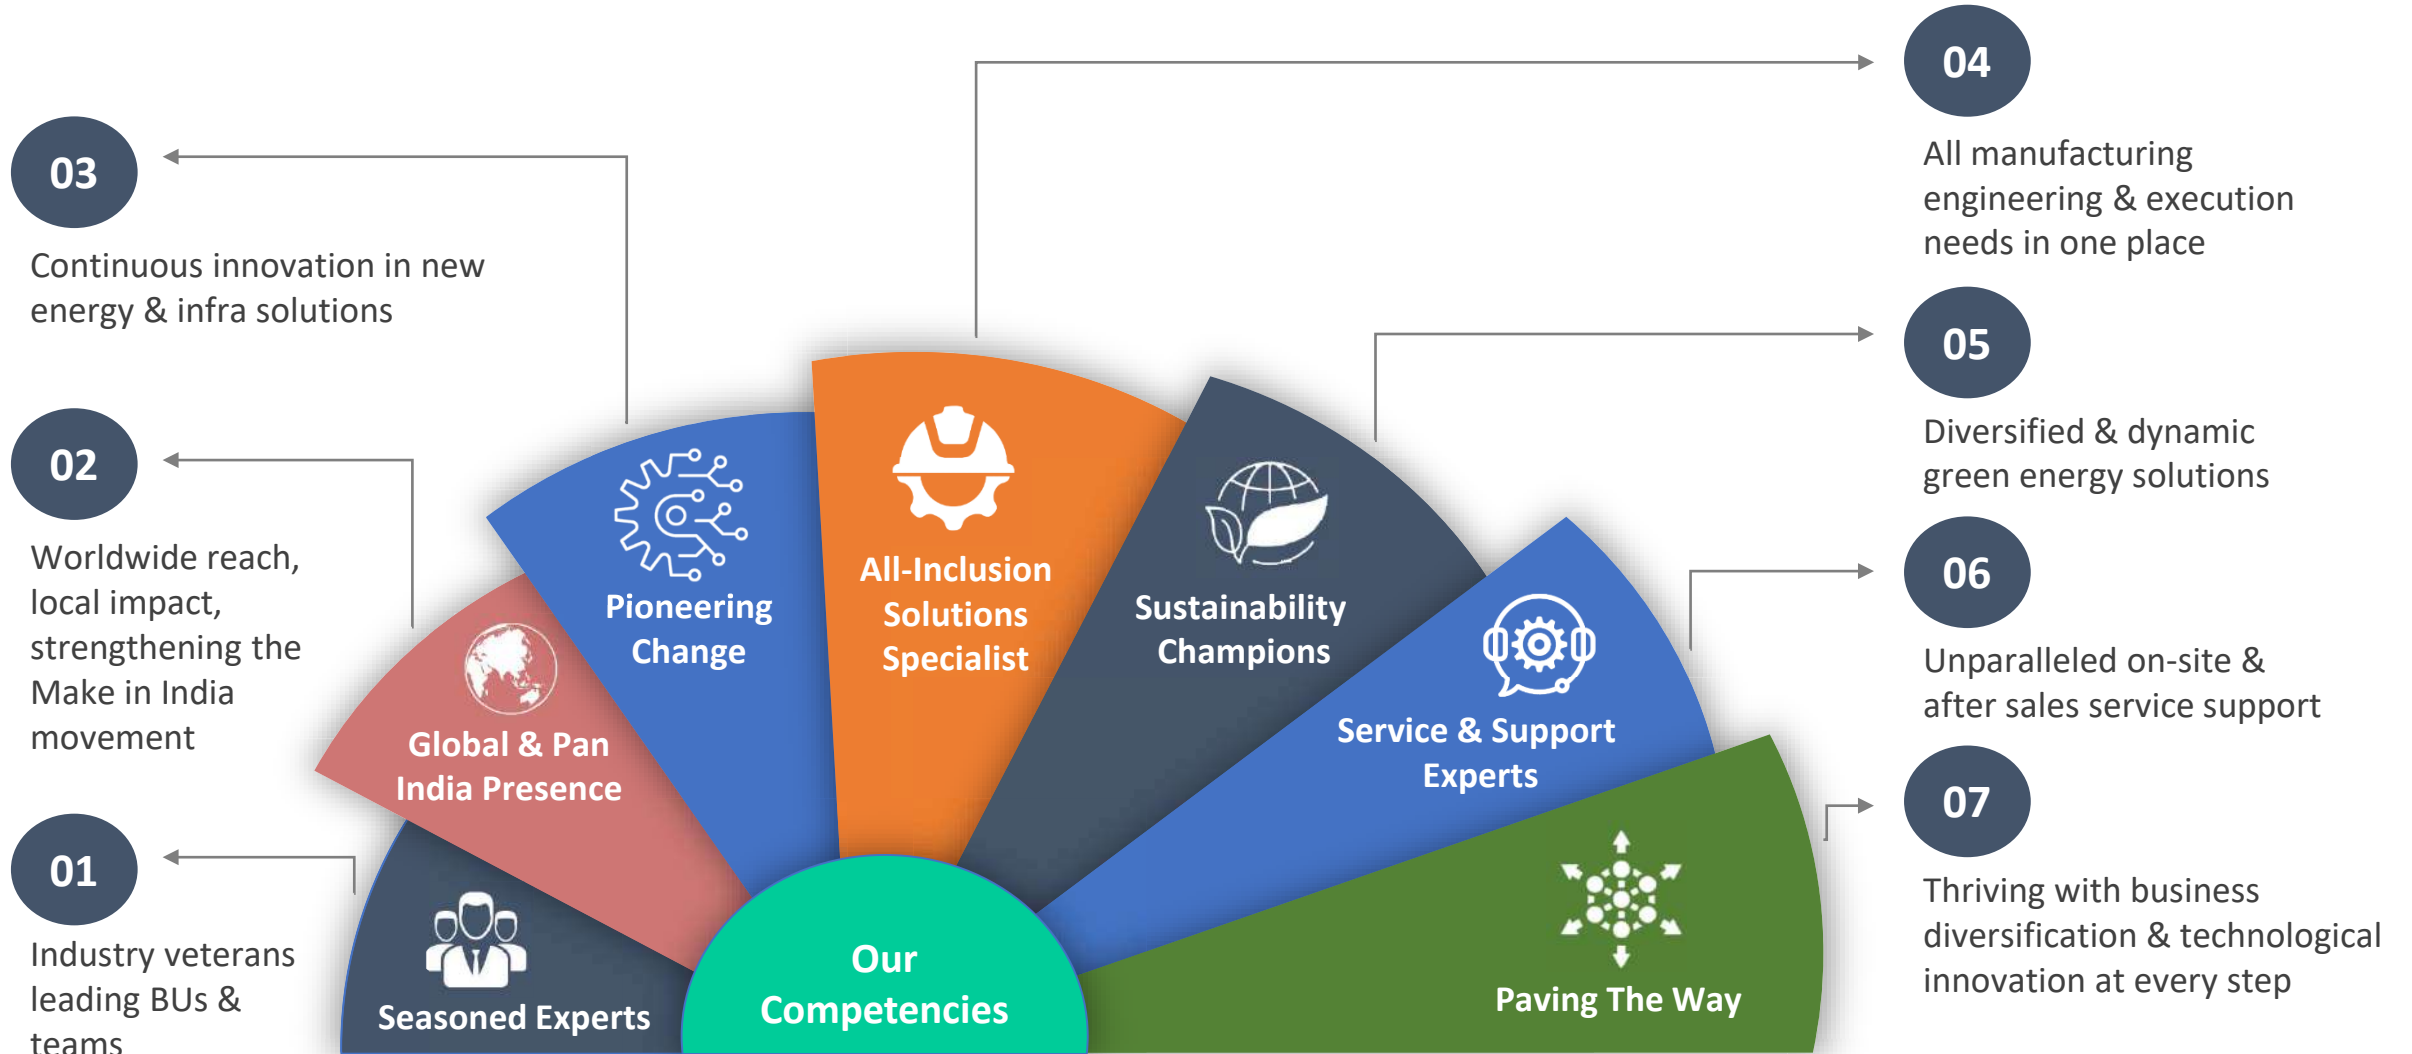 04
All manufacturing
engineering & execution
needs in one place
03
Continuous innovation in new
energy & infra solutions
05
Diversified & dynamic
green energy solutions
02
Worldwide reach,
local impact,
strengthening the
Make in India
movement
06
Unparalleled on-site &
after sales service support
01
Industry veterans
leading BUs &
teams
07
Thriving with business
diversification & technological
innovation at every step
Seasoned Experts
Global & Pan
India Presence
Pioneering
Change
All-Inclusion
Solutions
Specialist
Sustainability
Champions
Service & Support
Experts
Paving The Way
Our
Competencies